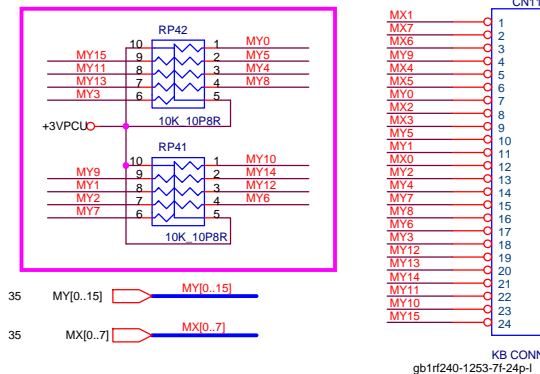 CN11
RP42
10 1 MY0
MY15 9 2 MY5
MY11 8 3 MY4
MY13 7 4 MY8
MY3 6 5
+3VPCU
10K_10P8R
RP41
10 1 MY10
MY9 9 2 MY14
MY1 8 3 MY12
MY2 7 4 MY6
MY7 6 5
10K_10P8R
35 MY[0..15] MY[0..15]
35 MX[0..7] MX[0..7]
MX1 1
MX7 2
MX6 3
MY9 4
MX4 5
MX5 6
MY0 7
MX2 8
MX3 9
MY5 10
MY1 11
MX0 12
MY2 13
MY4 14
MY7 15
MY8 16
MY6 17
MY3 18
MY12 19
MY13 20
MY14 21
MY11 22
MY10 23
MY15 24
KB CONN
gb1rf240-1253-7f-24p-l